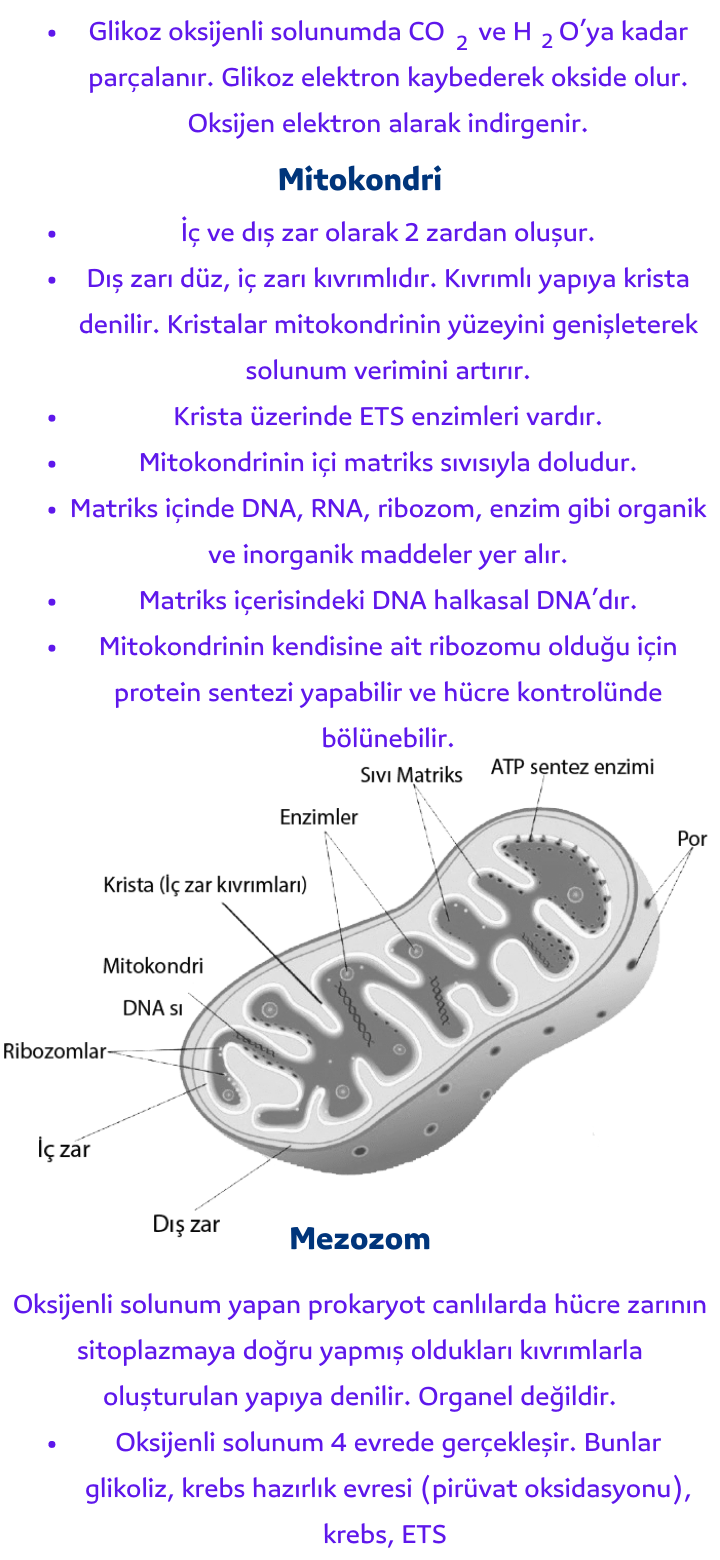 • Glikoz oksijenli solunumda CO 2 ve H 2 O’ya kadar
parçalanır. Glikoz elektron kaybederek okside olur.
Oksijen elektron alarak indirgenir.
Mitokondri
• İç ve dış zar olarak 2 zardan oluşur.
• Dış zarı düz, iç zarı kıvrımlıdır. Kıvrımlı yapıya krista
denilir. Kristalar mitokondrinin yüzeyini genişleterek
solunum verimini artırır.
• Krista üzerinde ETS enzimleri vardır.
• Mitokondrinin içi matriks sıvısıyla doludur.
• Matriks içinde DNA, RNA, ribozom, enzim gibi organik
ve inorganik maddeler yer alır.
• Matriks içerisindeki DNA halkasal DNA’dır.
• Mitokondrinin kendisine ait ribozomu olduğu için
protein sentezi yapabilir ve hücre kontrolünde
bölünebilir.
Sıvı Matriks
ATP sentez enzimi
Enzimler
Por
Krista (İç zar kıvrımları)
Mitokondri
DNA sı
Ribozomlar
İç zar
Dış zar
Mezozom
Oksijenli solunum yapan prokaryot canlılarda hücre zarının
sitoplazmaya doğru yapmış oldukları kıvrımlarla
oluşturulan yapıya denilir. Organel değildir.
• Oksijenli solunum 4 evrede gerçekleşir. Bunlar
glikoliz, krebs hazırlık evresi (pirüvat oksidasyonu),
krebs, ETS